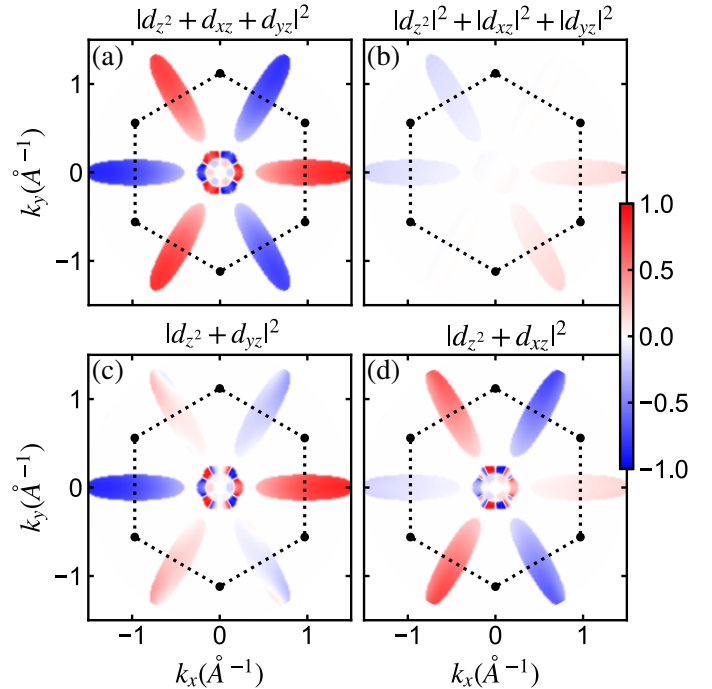 |d_{z^2} + d_{xz} + d_{yz}|^2
|d_{z^2}|^2 + |d_{xz}|^2 + |d_{yz}|^2
(a)
(b)
1
0
−1
k_y(Å^{−1})
1.0
0.5
0.0
−0.5
−1.0
|d_{z^2} + d_{yz}|^2
|d_{z^2} + d_{xz}|^2
(c)
(d)
1
0
−1
k_y(Å^{−1})
−1 0 1
−1 0 1
k_x(Å^{−1})
k_x(Å^{−1})